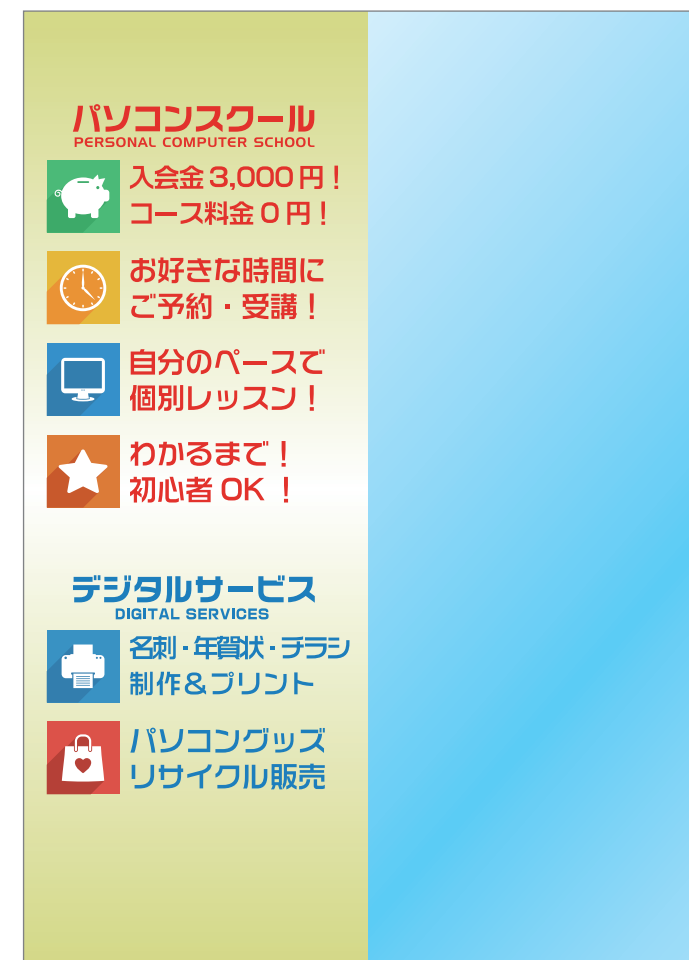 パソコンスクール
PERSONAL COMPUTER SCHOOL
入会金3,000円！
コース料金0円！
お好きな時間に
ご予約・受講！
自分のペースで
個別レッスン！
わかるまで！
初心者OK！
デジタルサービス
DIGITAL SERVICES
名刺・年賀状・チラシ
制作＆プリント
パソコングッズ
リサイクル販売